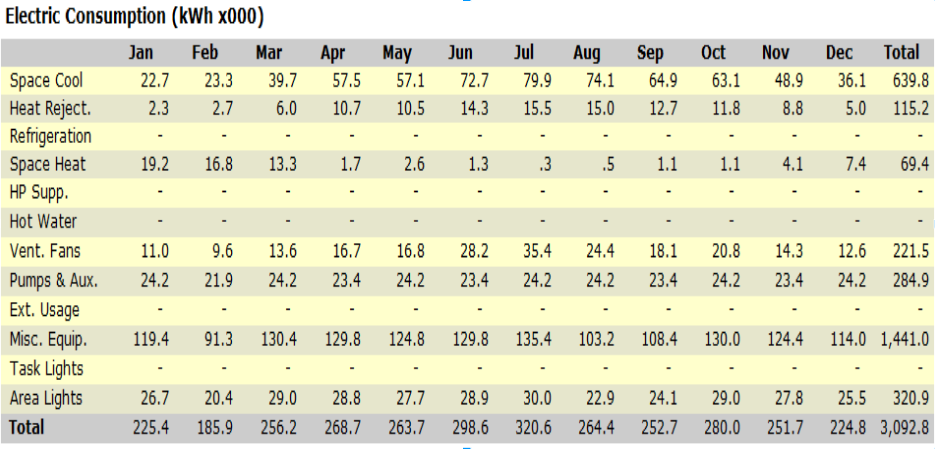 Electric Consumption (kWh x000)
Jan Feb Mar Apr May Jun Jul Aug Sep Oct Nov Dec Total
Space Cool 22.7 23.3 39.7 57.5 57.1 72.7 79.9 74.1 64.9 63.1 48.9 36.1 639.8
Heat Reject. 2.3 2.7 6.0 10.7 10.5 14.3 15.5 15.0 12.7 11.8 8.8 5.0 115.2
Refrigeration - - - - - - - - - - - - -
Space Heat 19.2 16.8 13.3 1.7 2.6 1.3 .3 .5 1.1 1.1 4.1 7.4 69.4
HP Supp. - - - - - - - - - - - - -
Hot Water - - - - - - - - - - - - -
Vent. Fans 11.0 9.6 13.6 16.7 16.8 28.2 35.4 24.4 18.1 20.8 14.3 12.6 221.5
Pumps & Aux. 24.2 21.9 24.2 23.4 24.2 23.4 24.2 24.2 23.4 24.2 23.4 24.2 284.9
Ext. Usage - - - - - - - - - - - - -
Misc. Equip. 119.4 91.3 130.4 129.8 124.8 129.8 135.4 103.2 108.4 130.0 124.4 114.0 1,441.0
Task Lights - - - - - - - - - - - - -
Area Lights 26.7 20.4 29.0 28.8 27.7 28.9 30.0 22.9 24.1 29.0 27.8 25.5 320.9
Total 225.4 185.9 256.2 268.7 263.7 298.6 320.6 264.4 252.7 280.0 251.7 224.8 3,092.8